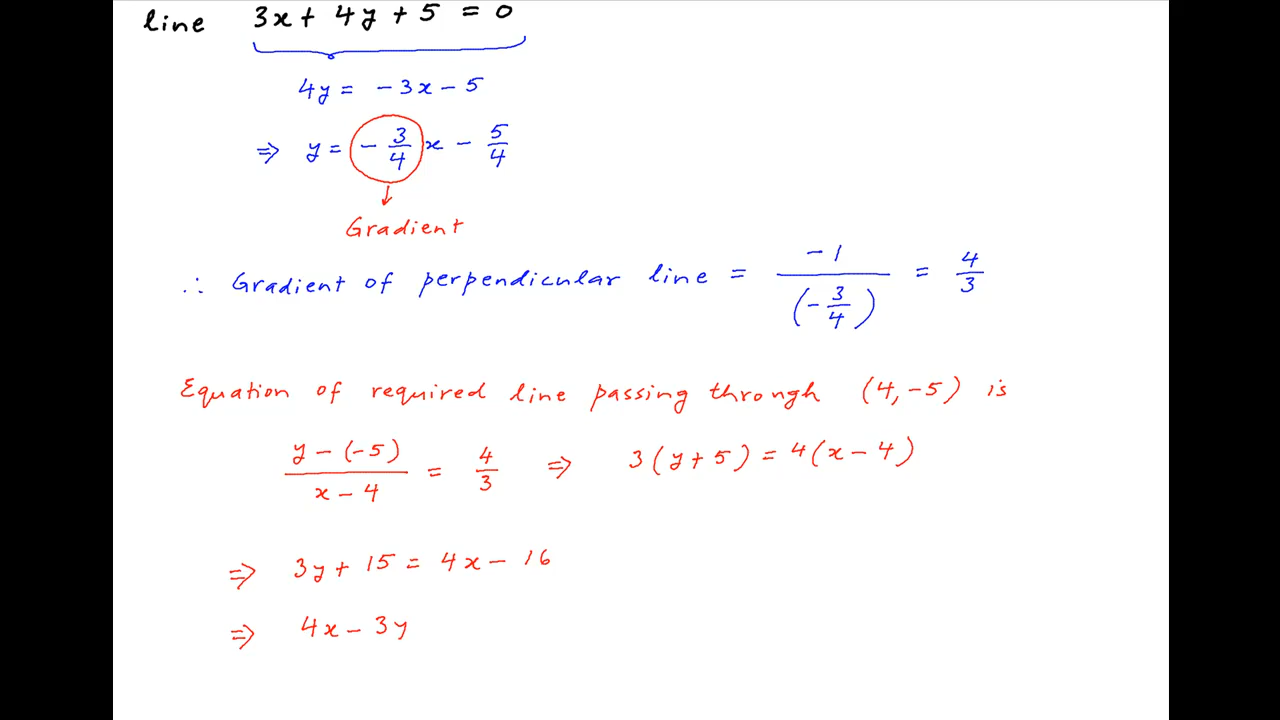 line 3x + 4y + 5 = 0
4y = -3x - 5
⇒ y = -3/4 x - 5/4
Gradient
∴ Gradient of perpendicular line = -1/(-3/4) = 4/3
Equation of required line passing through (4, -5) is
(y - (-5))/(x - 4) = 4/3 ⇒ 3(y + 5) = 4(x - 4)
⇒ 3y + 15 = 4x - 16
⇒ 4x - 3y